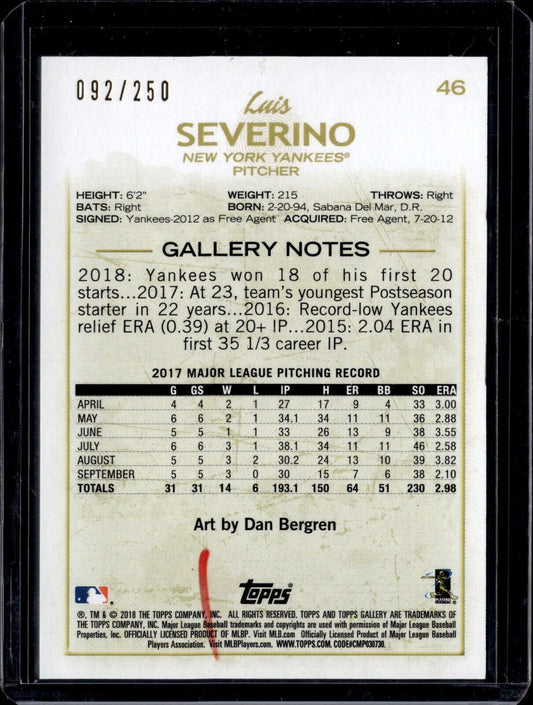 092/250
46
Luis
SEVERINO
NEW YORK YANKEES®
PITCHER
HEIGHT: 6'2" WEIGHT: 215 THROWS: Right
BATS: Right BORN: 2-20-94, Sabana Del Mar, D.R.
SIGNED: Yankees-2012 as Free Agent ACQUIRED: Free Agent, 7-20-12
GALLERY NOTES
2018: Yankees won 18 of his first 20
starts...2017: At 23, team's youngest Postseason
starter in 22 years...2016: Record-low Yankees
relief ERA (0.39) at 20+ IP...2015: 2.04 ERA in
first 35 1/3 career IP.
2017 MAJOR LEAGUE PITCHING RECORD
G GS W L IP H ER BB SO ERA
APRIL 4 4 2 1 27 17 9 4 33 3.00
MAY 6 6 2 1 34.1 34 11 11 36 2.88
JUNE 5 5 1 1 33 26 13 9 38 3.55
JULY 6 6 3 1 38.1 34 11 11 46 2.58
AUGUST 5 5 3 2 30.2 24 13 10 39 3.82
SEPTEMBER 5 5 3 0 30 15 7 6 38 2.10
TOTALS 31 31 14 6 193.1 150 64 51 230 2.98
Art by Dan Bergren
topps
®, TM & © 2018 THE TOPPS COMPANY, INC. ALL RIGHTS RESERVED. TOPPS AND TOPPS GALLERY ARE TRADEMARKS OF
THE TOPPS COMPANY, INC. Major League Baseball trademarks and copyrights are used with permission of Major League Baseball
Properties, Inc. OFFICIALLY LICENSED PRODUCT OF MLBP. Visit MLB.com Officially Licensed Product of Major League Baseball
Players Association. Visit MLBPlayers.com. WWW.TOPPS.COM. CODE#CMP030730.